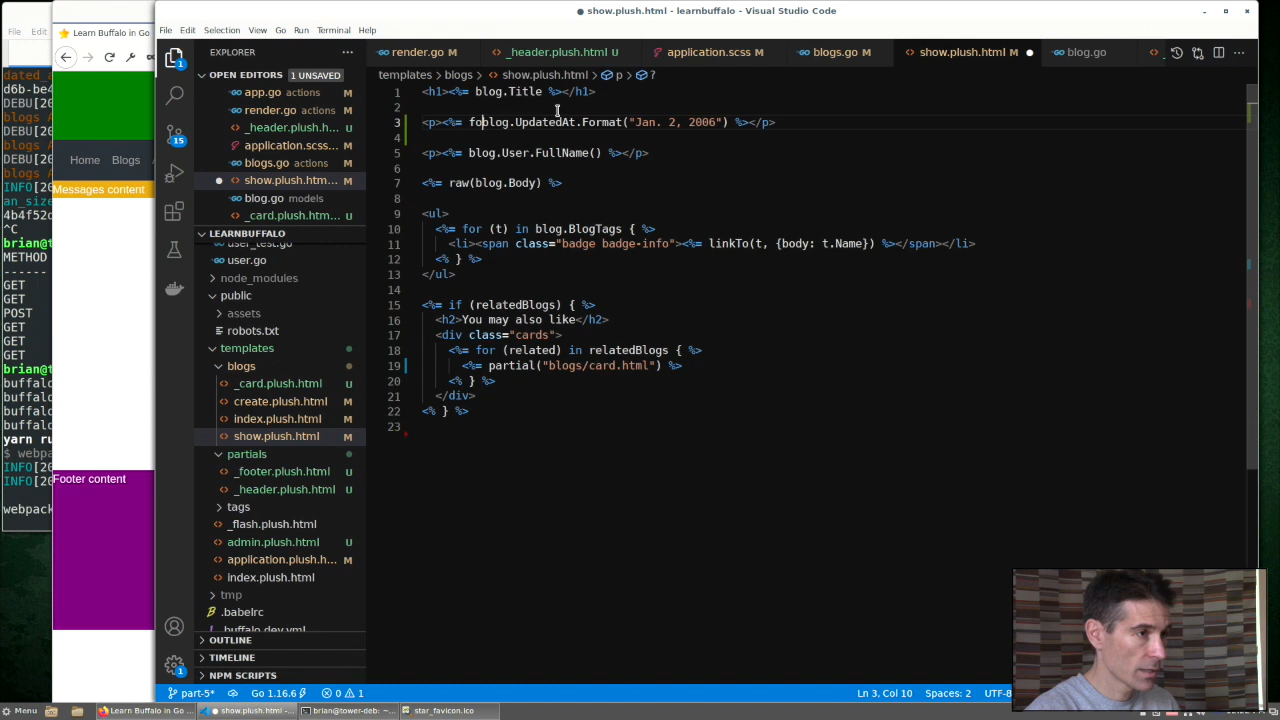 ● show.plush.html - learnbuffalo - Visual Studio Code
File Edit
File Edit Selection View Go Run Terminal Help
Learn Buffalo in Go
EXPLORER
OPEN EDITORS 1 UNSAVED
app.go actions
render.go actions
_header.plush.h... U
application.scss... M
blogs.go actions M
● show.plush.htm... M
blog.go models
_card.plush.htm... U
LEARNBUFFALO
user_test.go
user.go
node_modules
public
assets
robots.txt
templates
blogs
_card.plush.html U
create.plush.html M
index.plush.html M
show.plush.html M
partials
_footer.plush.html M
_header.plush.html U
tags
_flash.plush.html
admin.plush.html U
application.plush.h... M
index.plush.html
tmp
.babelrc
.buffalo.dev.yml
OUTLINE
TIMELINE
NPM SCRIPTS
render.go M _header.plush.html U application.scss M blogs.go M show.plush.html ● blog.go
templates > blogs > show.plush.html > p > ?
1 <h1><%= blog.Title %></h1>
2
3 <p><%= foblog.UpdatedAt.Format("Jan. 2, 2006") %></p>
4
5 <p><%= blog.User.FullName() %></p>
6
7 <%= raw(blog.Body) %>
8
9 <ul>
10 <%= for (t) in blog.BlogTags { %>
11 <li><span class="badge badge-info"><%= linkTo(t, {body: t.Name}) %></span></li>
12 <% } %>
13 </ul>
14
15 <%= if (relatedBlogs) { %>
16 <h2>You may also like</h2>
17 <div class="cards">
18 <%= for (related) in relatedBlogs { %>
19 <%= partial("blogs/card.html") %>
20 <% } %>
21 </div>
22 <% } %>
23
dated_a
d6b-be4
DEBU[20
blogs A
DEBU[20
blogs A
DEBU[20
blogs A
INFO[20
an_size
4b4f52d
^C
brian@t
METHOD
------
GET
GET
POST
GET
GET
GET
brian@t
buffalo
buffalo
buffalo
buffalo
yarn ru
$ webpa
INFO[20
INFO[20
webpack
Home Blogs
Messages content
Footer content
part-5* Go 1.16.6 0 1 Ln 3, Col 10 Spaces: 2 UTF-8
Menu Learn Buffalo in Go ... ● show.plush.html -... brian@tower-deb: ~... star_favicon.ico